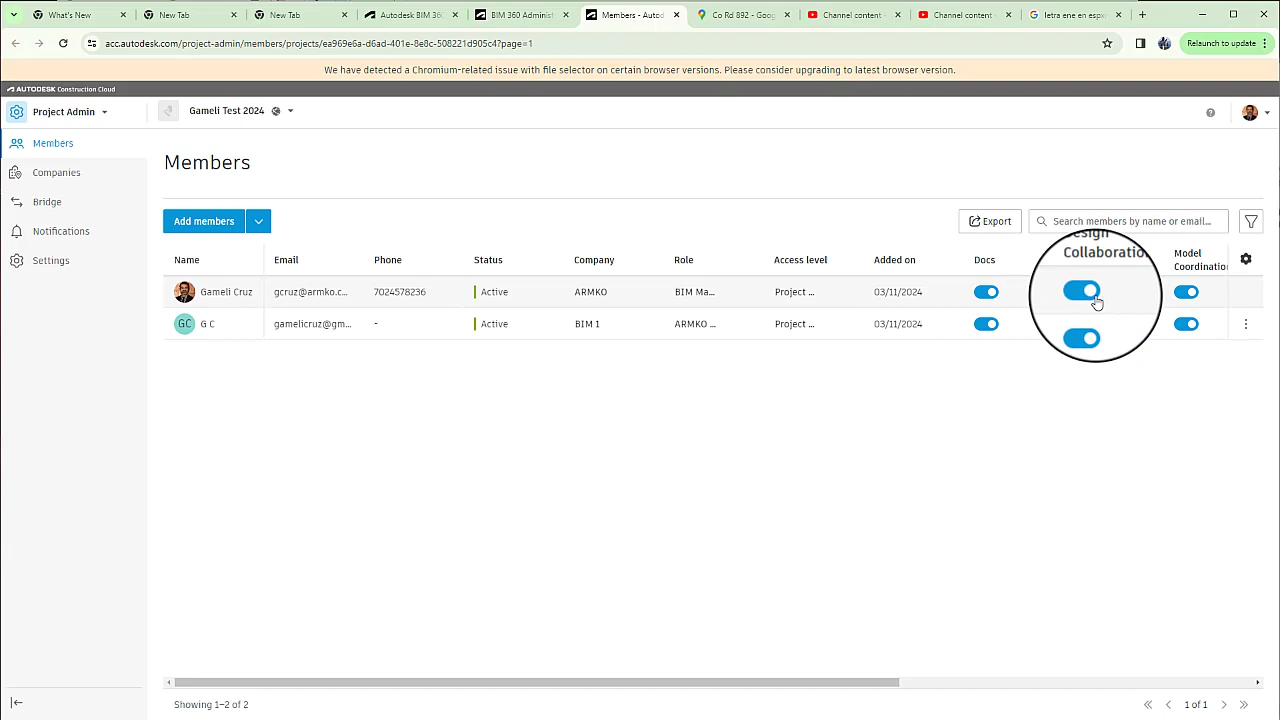 What's New
New Tab
New Tab
Autodesk BIM 3
BIM 360 Administ
Members - Autod
Co Rd 892 - Goog
Channel content
Channel content
letra ene en espa
acc.autodesk.com/project-admin/members/projects/ea969e6a-d6ad-401e-8e3c-508221d905c4?page=1
Relaunch to update
We have detected a Chromium-related issue with file selector on certain browser versions. Please consider upgrading to latest browser version.
AUTODESK Construction Cloud
Project Admin
Gameli Test 2024
Members
Companies
Bridge
Notifications
Settings
Members
Add members
Export
Search members by name or email...
Name Email Phone Status Company Role Access level Added on Docs Design Collaboratio Model Coordinatio
Gameli Cruz gcruz@armko.c... 7024578236 Active ARMKO BIM Ma... Project ... 03/11/2024
GC G C gamelicruz@gm... - Active BIM 1 ARMKO ... Project ... 03/11/2024
Showing 1-2 of 2
1 of 1